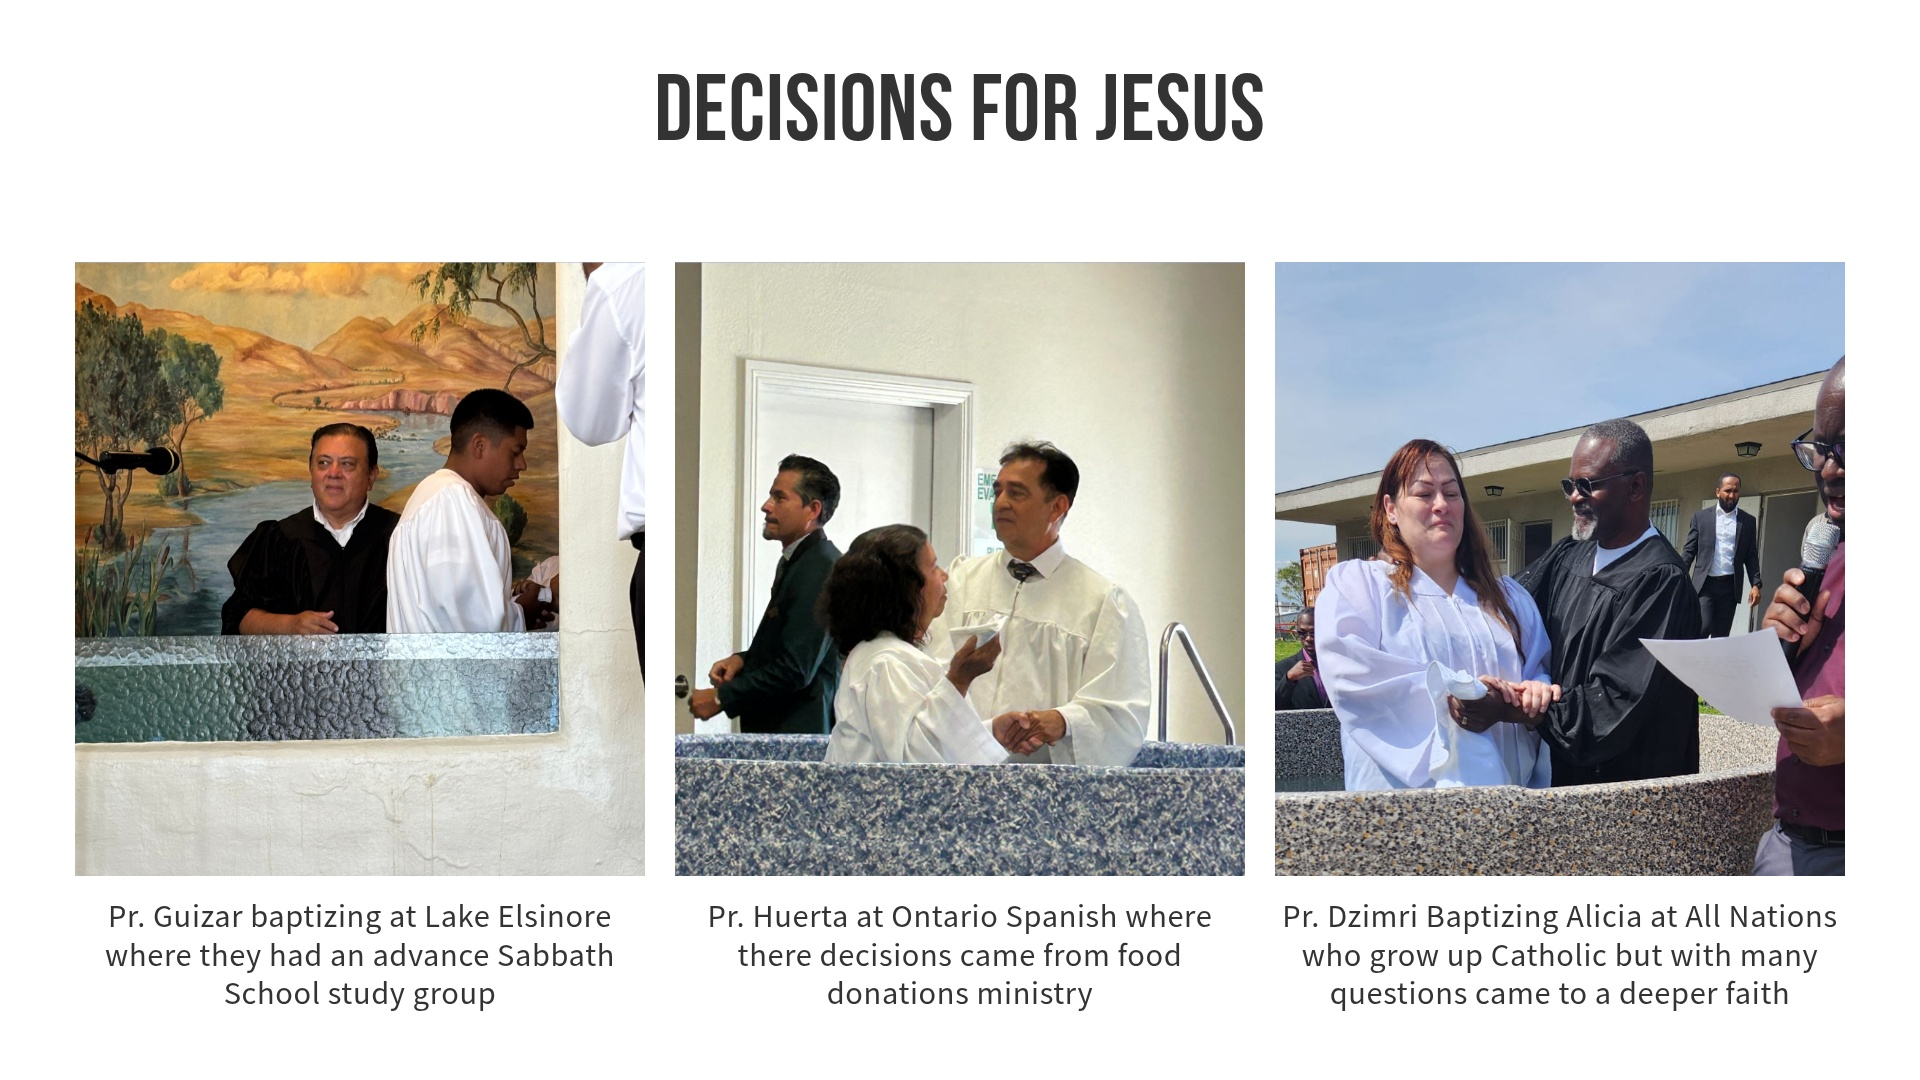 DECISIONS FOR JESUS
Pr. Guizar baptizing at Lake Elsinore
where they had an advance Sabbath
School study group
Pr. Huerta at Ontario Spanish where
there decisions came from food
donations ministry
Pr. Dzimri Baptizing Alicia at All Nations
who grow up Catholic but with many
questions came to a deeper faith